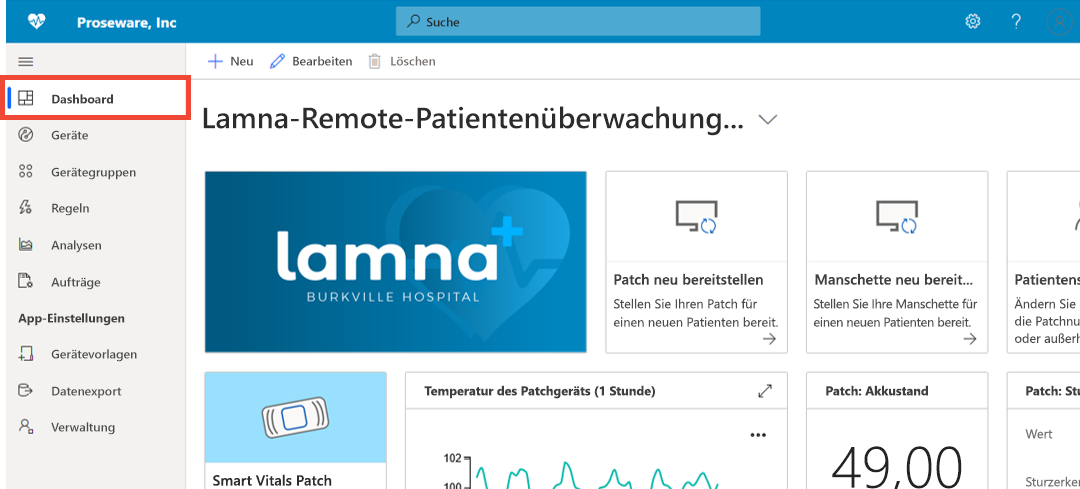 Proseware, Inc
Suche
Neu
Bearbeiten
Löschen
Dashboard
Geräte
Gerätegruppen
Regeln
Analysen
Aufträge
App-Einstellungen
Gerätevorlagen
Datenexport
Verwaltung
Lamna-Remote-Patientenüberwachung...
lamna
BURKVILLE HOSPITAL
Patch neu bereitstellen
Stellen Sie Ihren Patch für
einen neuen Patienten bereit.
Manschette neu bereit...
Stellen Sie Ihre Manschette für
einen neuen Patienten bereit.
Patientens
Ändern Sie
die Patchnu
oder außerh
Smart Vitals Patch
Temperatur des Patchgeräts (1 Stunde)
102
100
Patch: Akkustand
49,00
Patch: Stu
Wert
Sturzerken